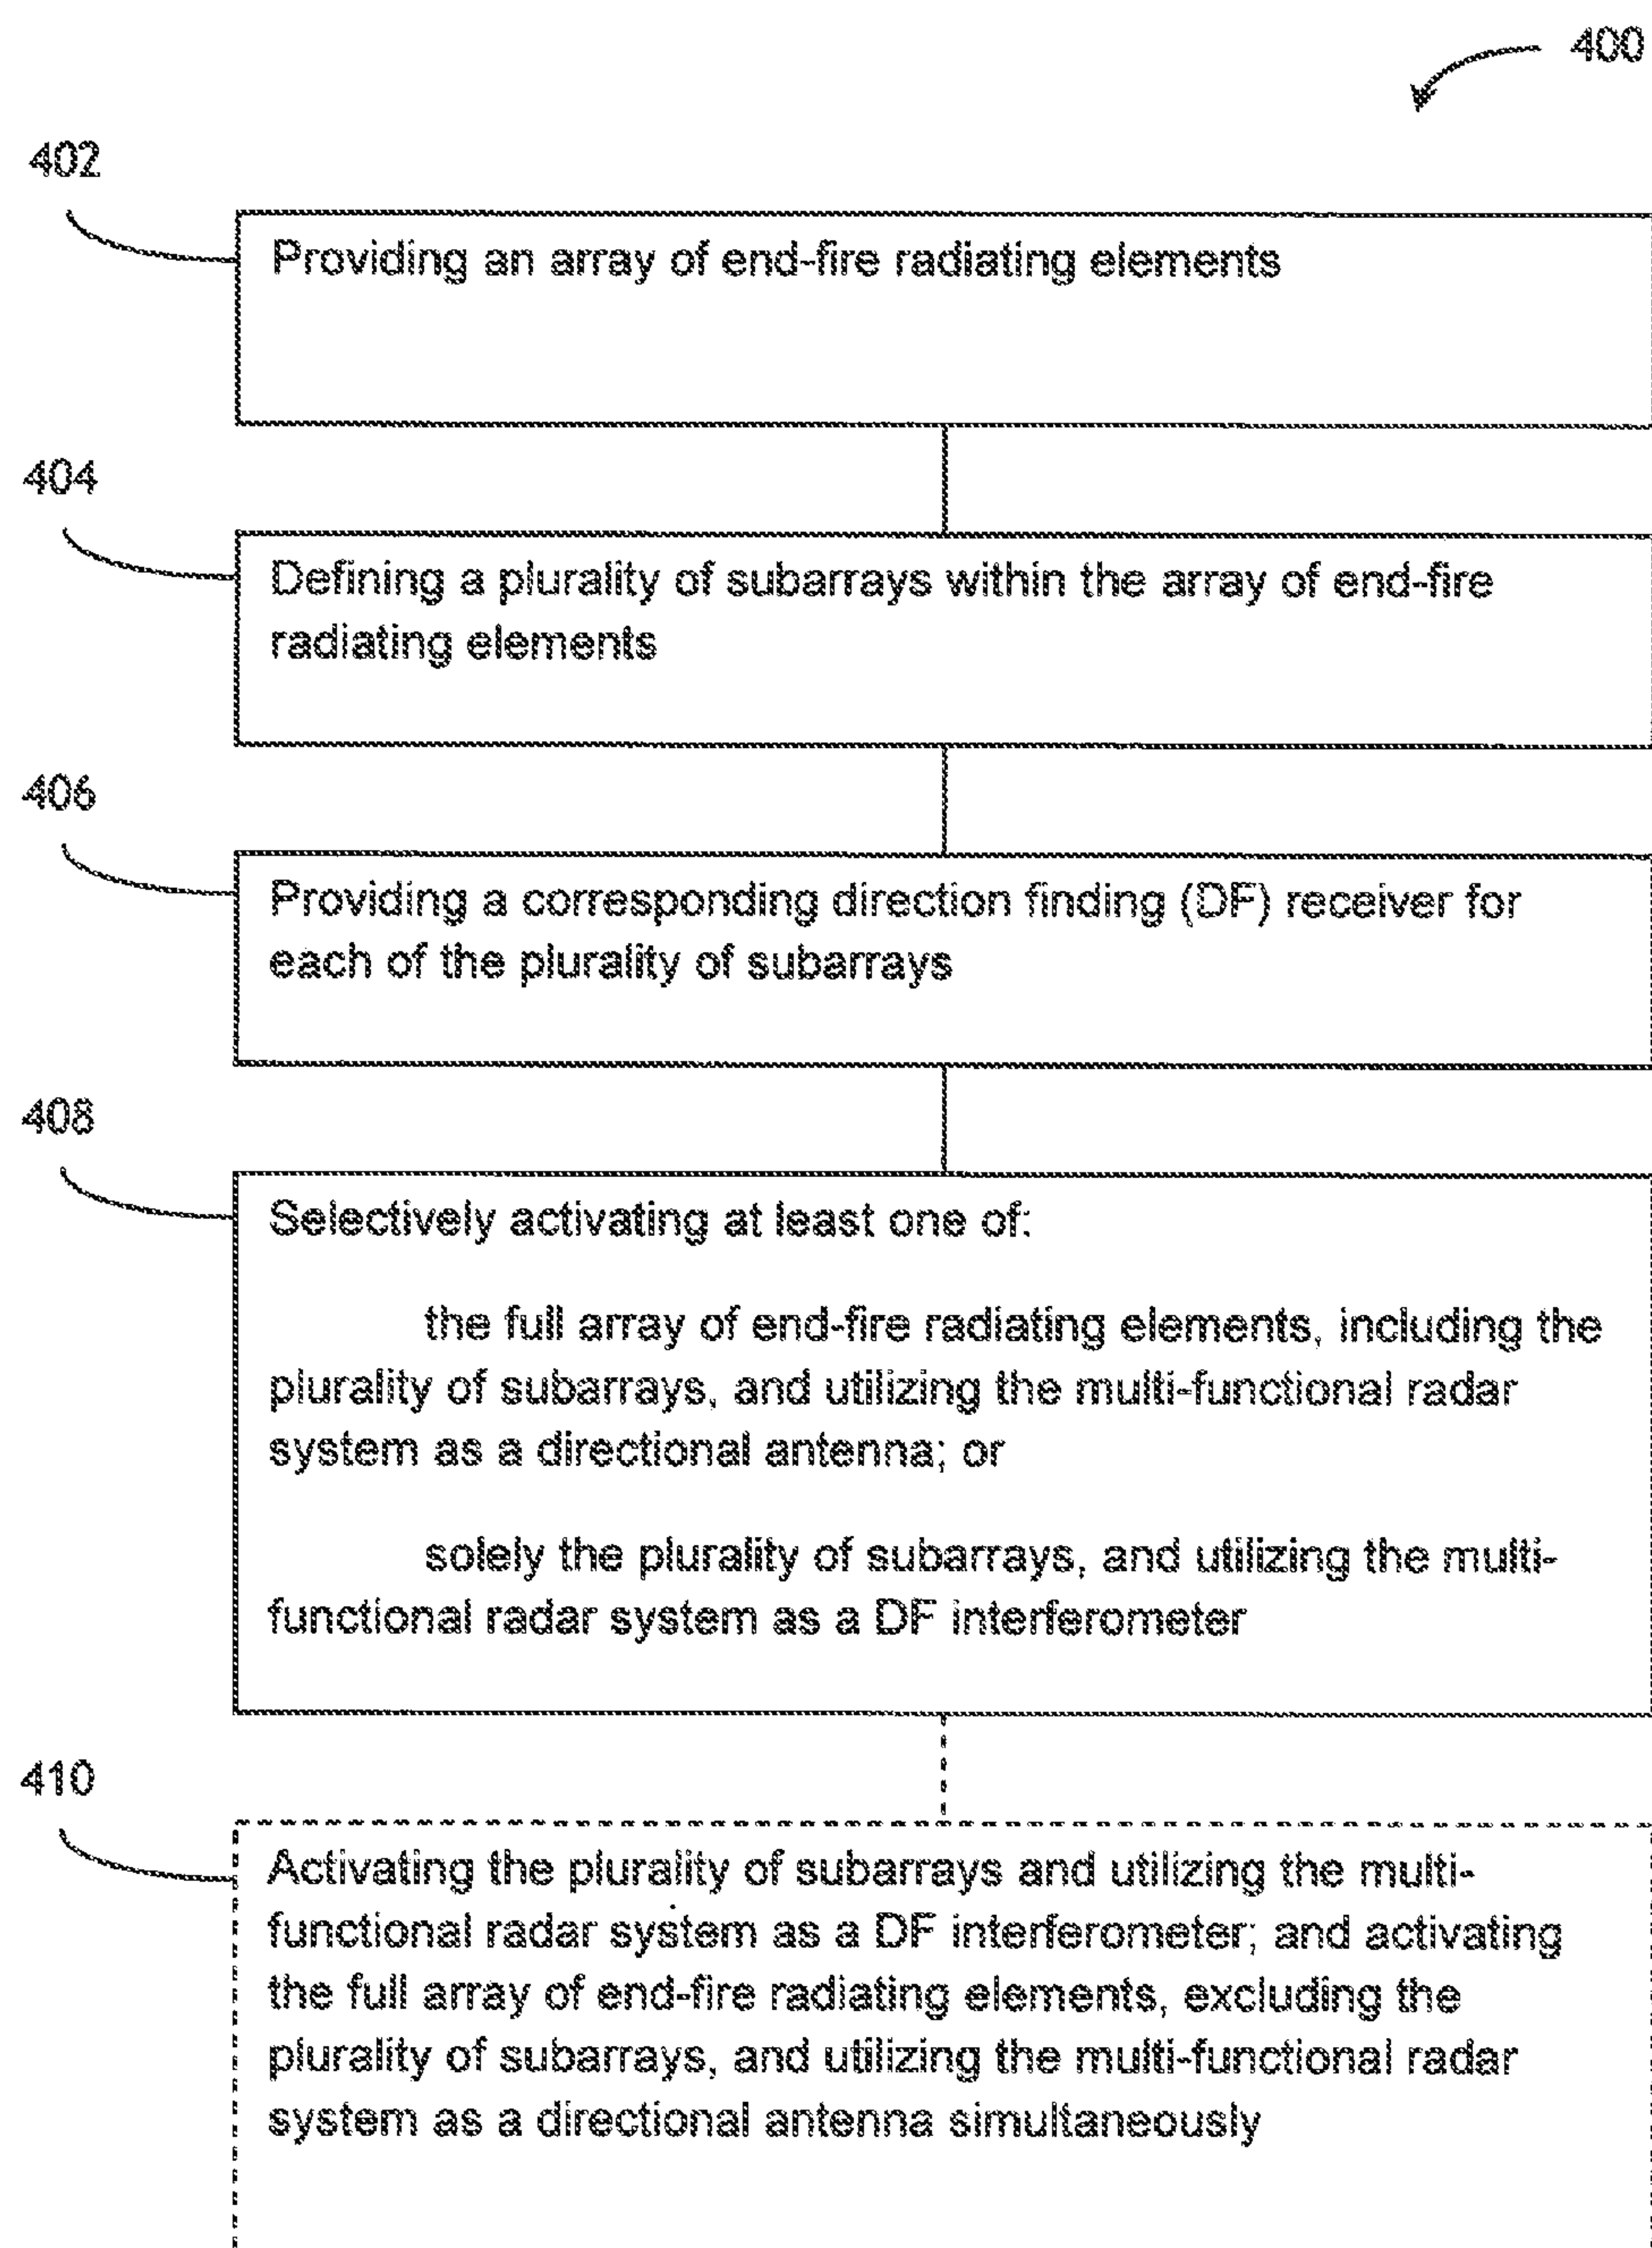 400
402
Providing an array of end-fire radiating elements
404
Defining a plurality of subarrays within the array of end-fire
radiating elements
406
Providing a corresponding direction finding (DF) receiver for
each of the plurality of subarrays
408
Selectively activating at least one of:
the full array of end-fire radiating elements, including the
plurality of subarrays, and utilizing the multi-functional radar
system as a directional antenna; or
solely the plurality of subarrays, and utilizing the multi-
functional radar system as a DF interferometer
410
Activating the plurality of subarrays and utilizing the multi-
functional radar system as a DF interferometer; and activating
the full array of end-fire radiating elements, excluding the
plurality of subarrays, and utilizing the multi-functional radar
system as a directional antenna simultaneously